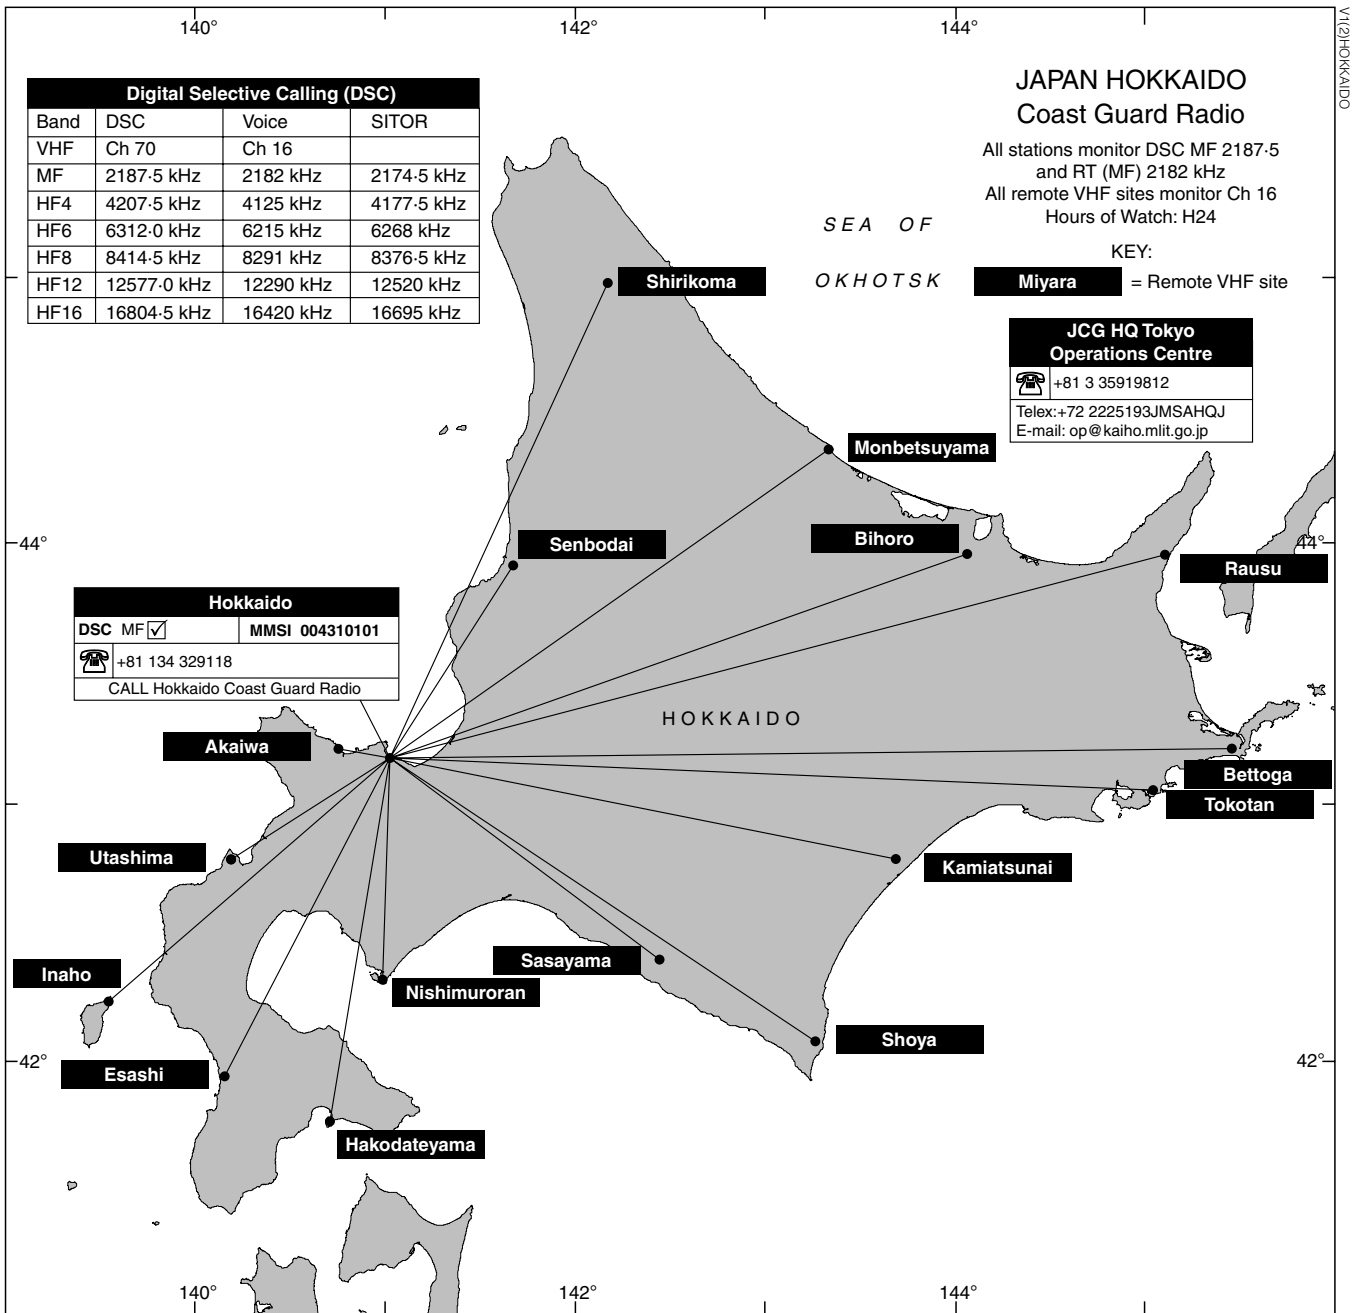 140°
142°
144°
V1(2)HOKKAIDO
Digital Selective Calling (DSC)
Band DSC Voice SITOR
VHF Ch 70 Ch 16
MF 2187·5 kHz 2182 kHz 2174·5 kHz
HF4 4207·5 kHz 4125 kHz 4177·5 kHz
HF6 6312·0 kHz 6215 kHz 6268 kHz
HF8 8414·5 kHz 8291 kHz 8376·5 kHz
HF12 12577·0 kHz 12290 kHz 12520 kHz
HF16 16804·5 kHz 16420 kHz 16695 kHz
JAPAN HOKKAIDO
Coast Guard Radio
All stations monitor DSC MF 2187·5
and RT (MF) 2182 kHz
All remote VHF sites monitor Ch 16
Hours of Watch: H24
KEY:
Miyara = Remote VHF site
SEA OF
OKHOTSK
JCG HQ Tokyo
Operations Centre
+81 3 35919812
Telex:+72 2225193JMSAHQJ
E-mail: op@kaiho.mlit.go.jp
Shirikoma
Monbetsuyama
Senbodai
Bihoro
44°
44°
Rausu
Hokkaido
DSC MF MMSI 004310101
+81 134 329118
CALL Hokkaido Coast Guard Radio
HOKKAIDO
Akaiwa
Bettoga
Tokotan
Utashima
Kamiatsunai
Sasayama
Inaho
Nishimuroran
Shoya
42°
42°
Esashi
Hakodateyama
140°
142°
144°